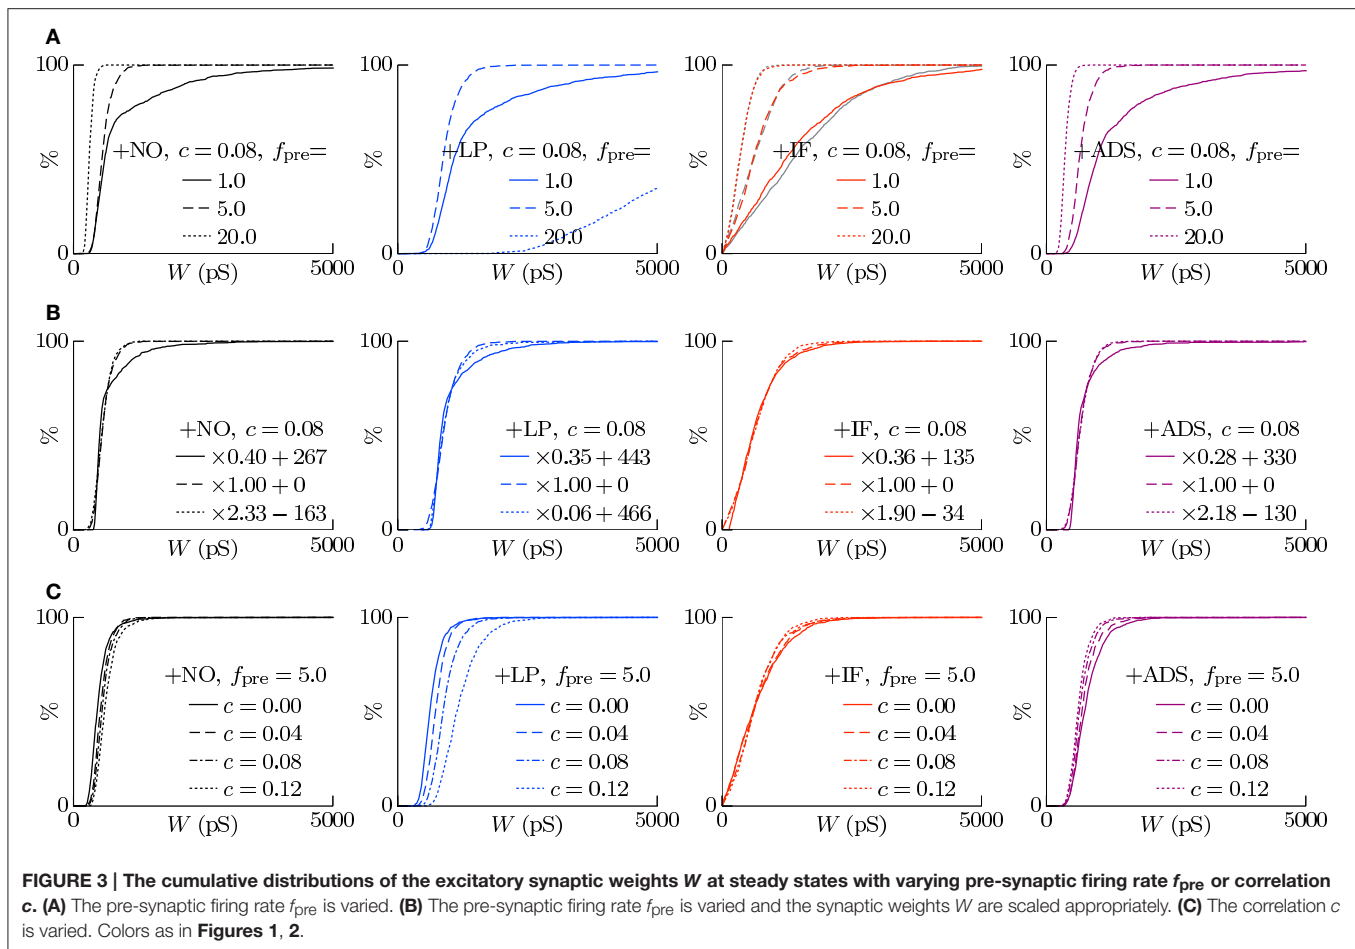 A
100
%
0
+NO, c = 0.08, f_pre=
1.0
5.0
20.0
0
W (pS)
5000
100
%
0
+LP, c = 0.08, f_pre=
1.0
5.0
20.0
0
W (pS)
5000
100
%
0
+IF, c = 0.08, f_pre=
1.0
5.0
20.0
0
W (pS)
5000
100
%
0
+ADS, c = 0.08, f_pre=
1.0
5.0
20.0
0
W (pS)
5000
B
100
%
0
+NO, c = 0.08
×0.40 + 267
×1.00 + 0
×2.33 − 163
0
W (pS)
5000
100
%
0
+LP, c = 0.08
×0.35 + 443
×1.00 + 0
×0.06 + 466
0
W (pS)
5000
100
%
0
+IF, c = 0.08
×0.36 + 135
×1.00 + 0
×1.90 − 34
0
W (pS)
5000
100
%
0
+ADS, c = 0.08
×0.28 + 330
×1.00 + 0
×2.18 − 130
0
W (pS)
5000
C
100
%
0
+NO, f_pre = 5.0
c = 0.00
c = 0.04
c = 0.08
c = 0.12
0
W (pS)
5000
100
%
0
+LP, f_pre = 5.0
c = 0.00
c = 0.04
c = 0.08
c = 0.12
0
W (pS)
5000
100
%
0
+IF, f_pre = 5.0
c = 0.00
c = 0.04
c = 0.08
c = 0.12
0
W (pS)
5000
100
%
0
+ADS, f_pre = 5.0
c = 0.00
c = 0.04
c = 0.08
c = 0.12
0
W (pS)
5000
FIGURE 3 | The cumulative distributions of the excitatory synaptic weights W at steady states with varying pre-synaptic firing rate f_pre or correlation
c. (A) The pre-synaptic firing rate f_pre is varied. (B) The pre-synaptic firing rate f_pre is varied and the synaptic weights W are scaled appropriately. (C) The correlation c
is varied. Colors as in Figures 1, 2.